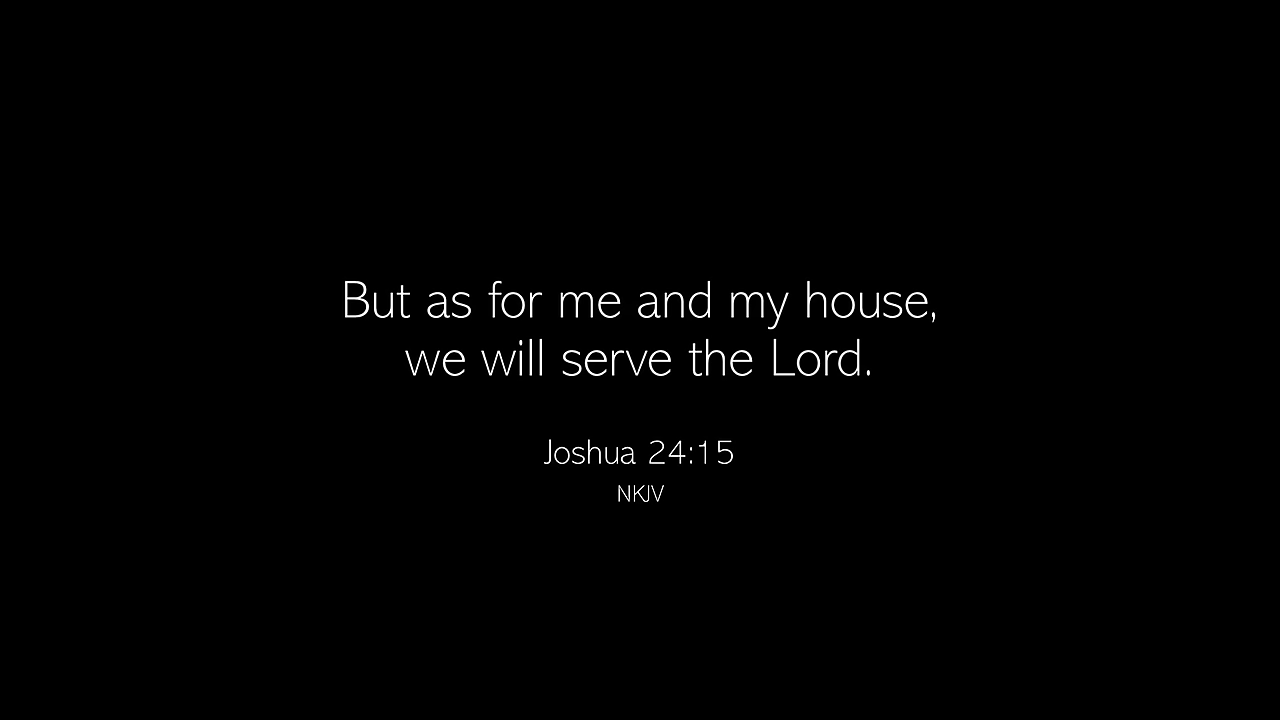 But as for me and my house,
we will serve the Lord.
Joshua 24:15
NKJV